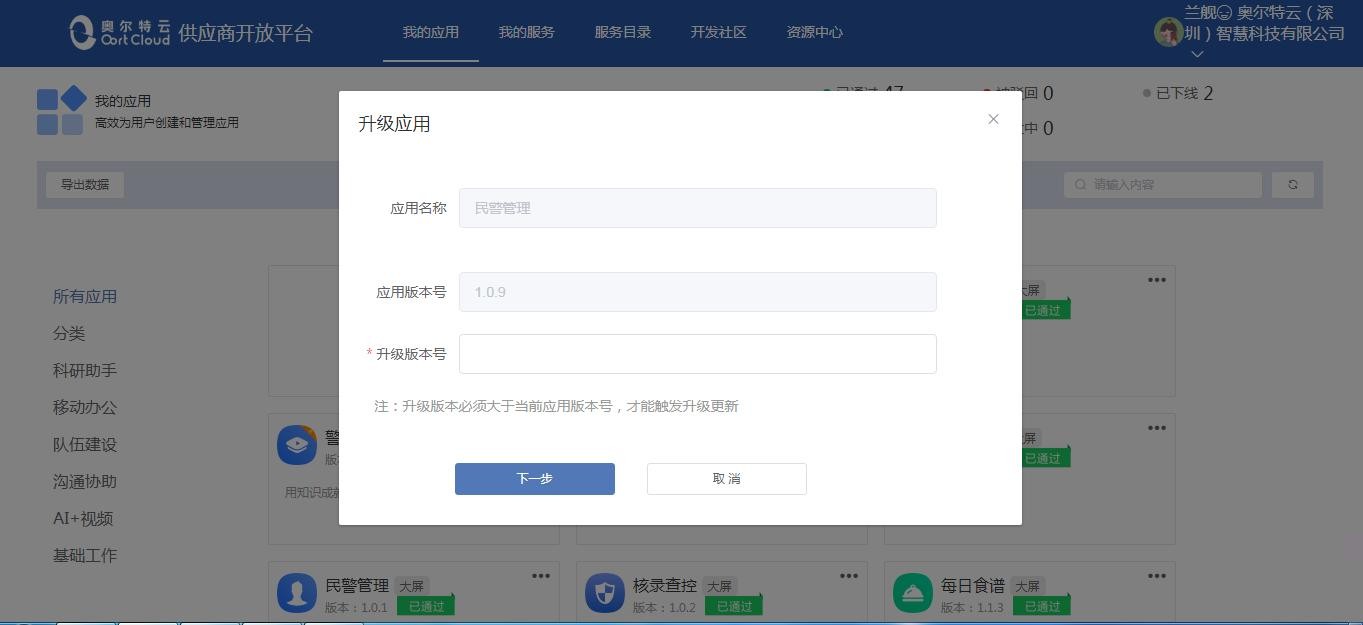 奥尔特云
Oort Cloud
供应商开放平台
我的应用
我的服务
服务目录
开发社区
资源中心
兰舰
奥尔特云（深
圳）智慧科技有限公司
我的应用
高效为用户创建和管理应用
已通过 47
被驳回 0
已下线 2
中 0
导出数据
请输入内容
升级应用
应用名称
民警管理
应用版本号
1.0.9
* 升级版本号
注：升级版本必须大于当前应用版本号，才能触发升级更新
下一步
取 消
所有应用
分类
科研助手
移动办公
队伍建设
沟通协助
AI+视频
基础工作
大屏
已通过
警
版
用知识成
屏
已通过
民警管理
大屏
版本：1.0.1
已通过
核录查控
大屏
版本：1.0.2
已通过
每日食谱
大屏
版本：1.1.3
已通过